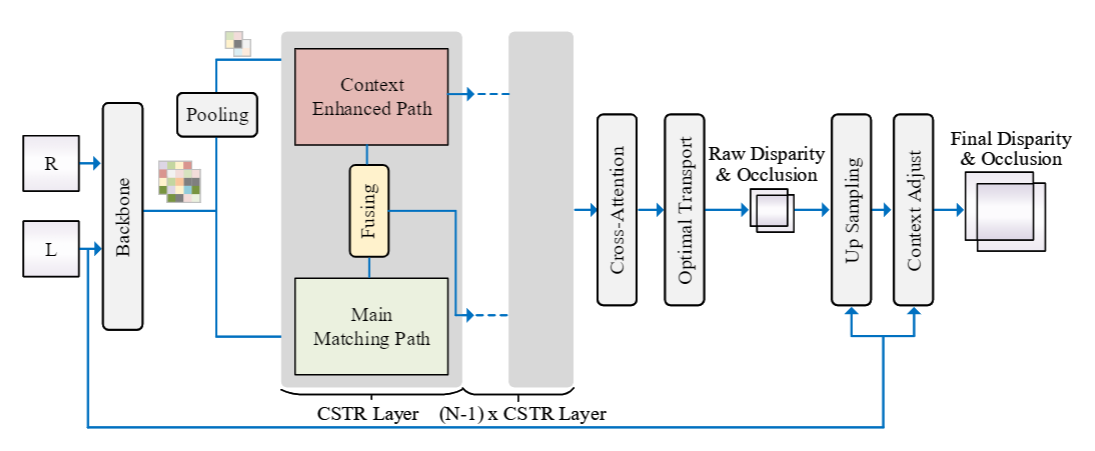 R
L
Backbone
Pooling
Context
Enhanced Path
Fusing
Main
Matching Path
CSTR Layer
(N-1) x CSTR Layer
Cross-Attention
Optimal Transport
Raw Disparity
& Occlusion
Up Sampling
Context Adjust
Final Disparity
& Occlusion